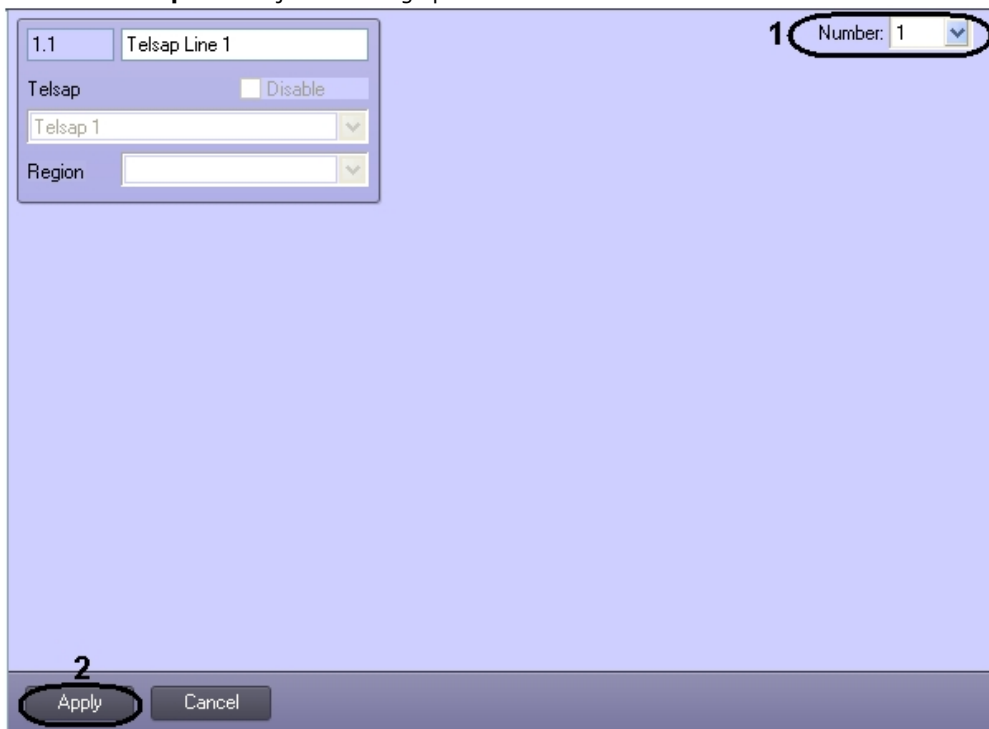 1.1 Telsap Line 1
1 Number: 1
Telsap Disable
Telsap 1
Region
2
Apply Cancel